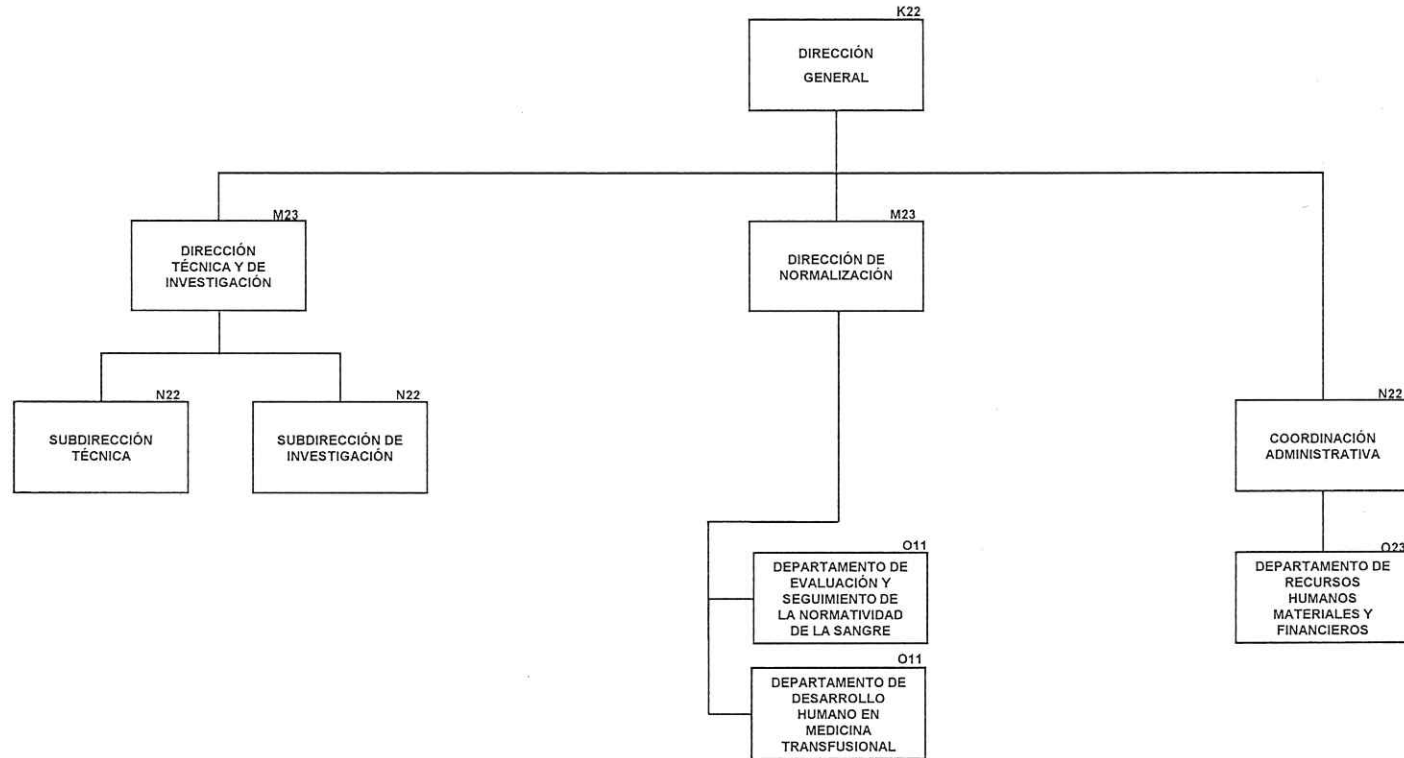 K22
DIRECCIÓN
GENERAL
M23
DIRECCIÓN
TÉCNICA Y DE
INVESTIGACIÓN
M23
DIRECCIÓN DE
NORMALIZACIÓN
N22
SUBDIRECCIÓN
TÉCNICA
N22
SUBDIRECCIÓN DE
INVESTIGACIÓN
N22
COORDINACIÓN
ADMINISTRATIVA
O11
DEPARTAMENTO DE
EVALUACIÓN Y
SEGUIMIENTO DE
LA NORMATIVIDAD
DE LA SANGRE
O23
DEPARTAMENTO DE
RECURSOS
HUMANOS
MATERIALES Y
FINANCIEROS
O11
DEPARTAMENTO DE
DESARROLLO
HUMANO EN
MEDICINA
TRANSFUSIONAL